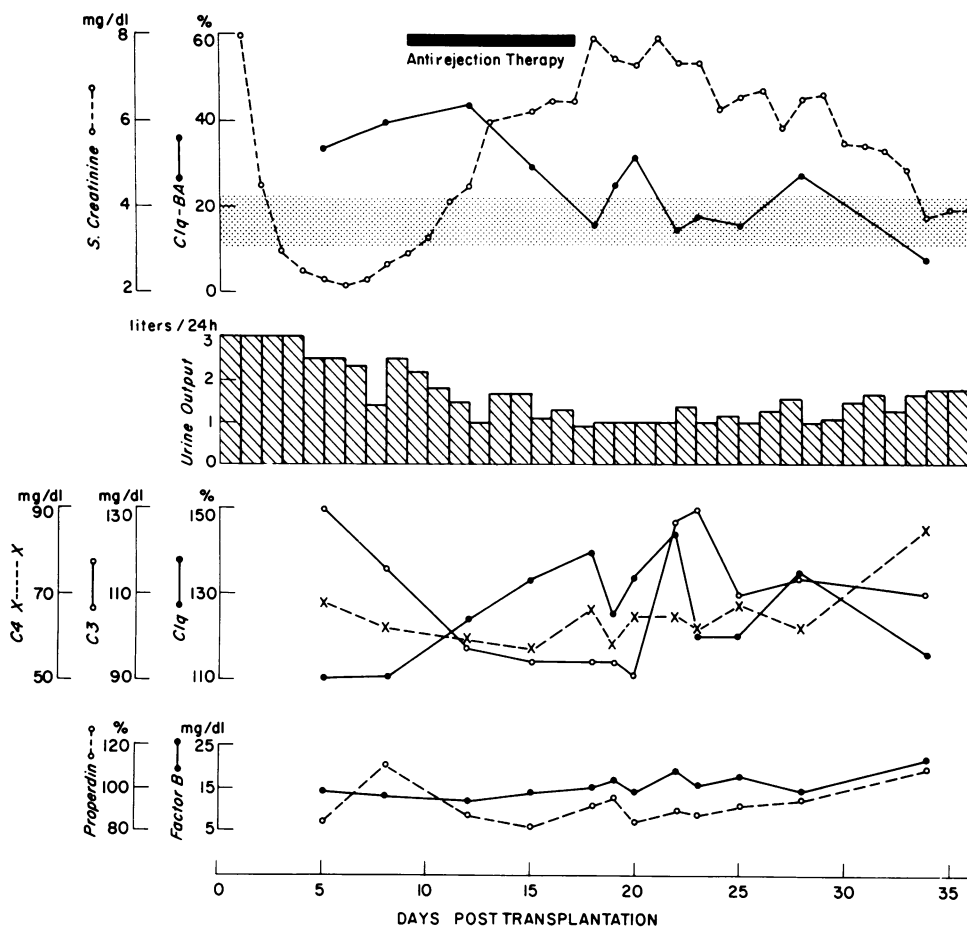 mg/dl %
8 60
Antirejection Therapy
6 40
4 20
2 0
S. Creatinine
Clq-BA
liters / 24h
3
2
1
0
Urine Output
mg/dl mg/dl %
90 130 150
70 110 130
50 90 110
C4 X-----X
C3
Clq
% mg/dl
120 25
100 15
80 5
Properdin
Factor B
0 5 10 15 20 25 30 35
DAYS POST TRANSPLANTATION